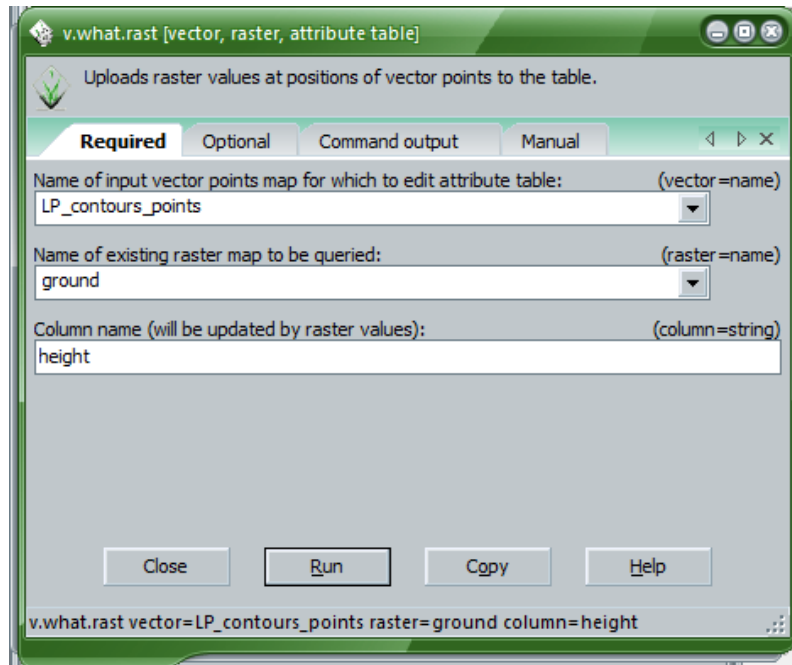 v.what.rast [vector, raster, attribute table]
Uploads raster values at positions of vector points to the table.
Required Optional Command output Manual
Name of input vector points map for which to edit attribute table: (vector=name)
LP_contours_points
Name of existing raster map to be queried: (raster=name)
ground
Column name (will be updated by raster values): (column=string)
height
Close Run Copy Help
v.what.rast vector=LP_contours_points raster=ground column=height